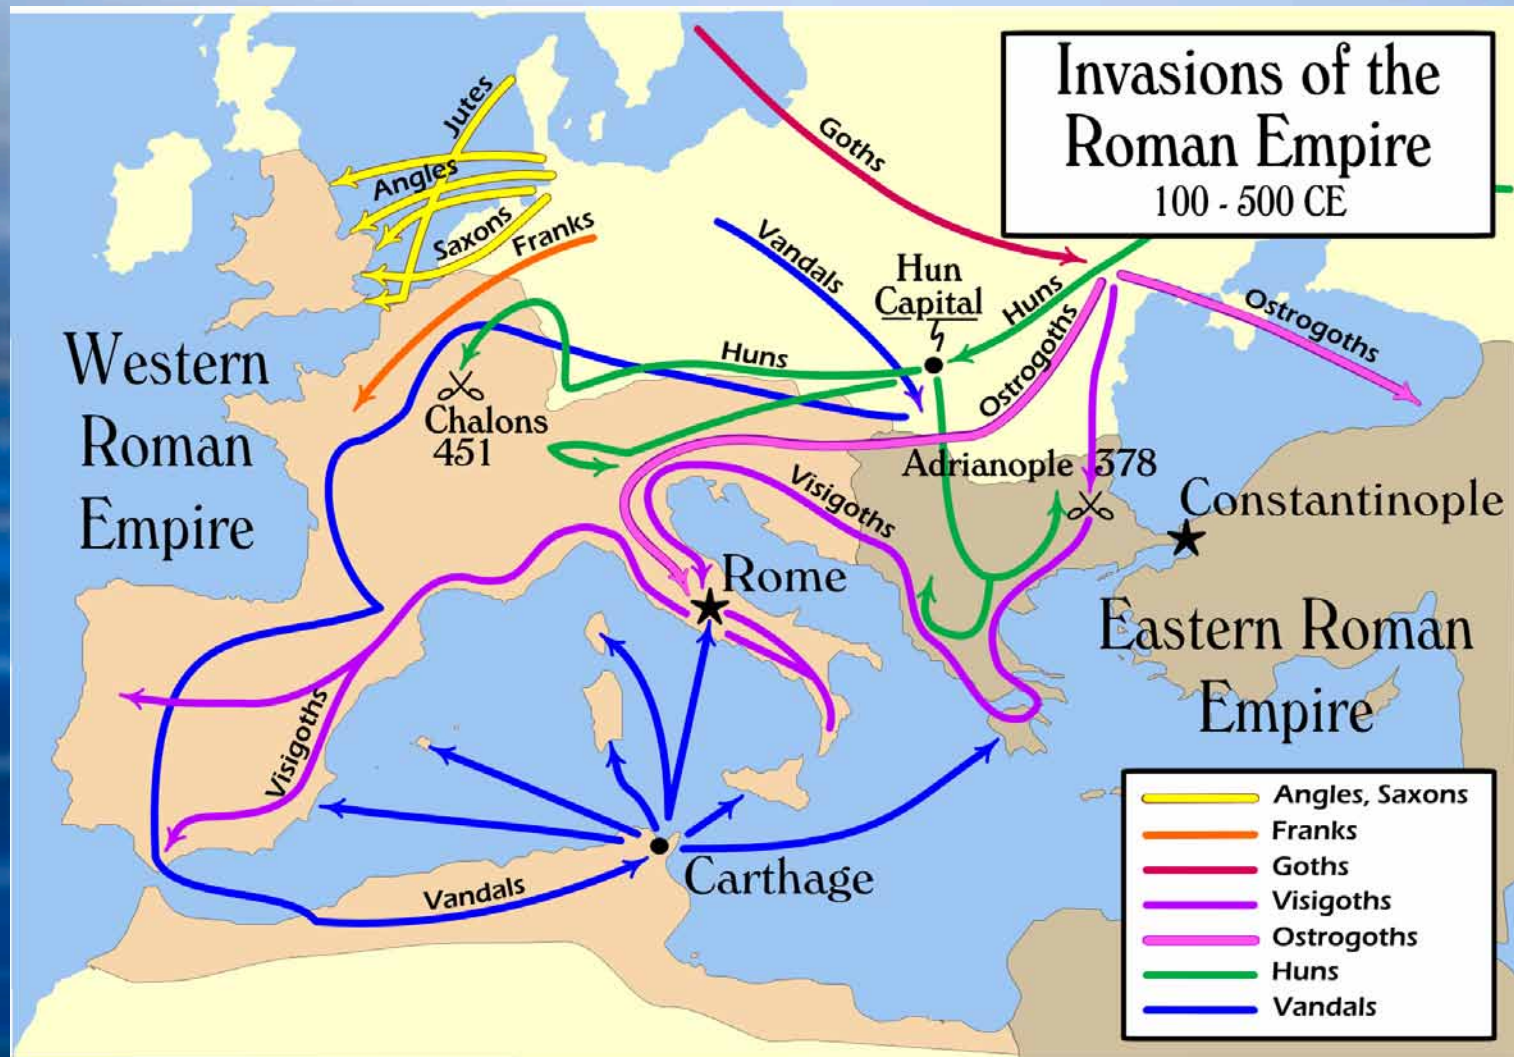 Invasions of the
Roman Empire
100 - 500 CE
Jutes
Angles
Saxons
Franks
Goths
Vandals
Hun
Capital
Huns
Ostrogoths
Ostrogoths
Huns
Western
Roman
Empire
Chalons
451
Adrianople 378
Visigoths
Constantinople
Rome
Eastern Roman
Empire
Visigoths
Carthage
Vandals
Angles, Saxons
Franks
Goths
Visigoths
Ostrogoths
Huns
Vandals